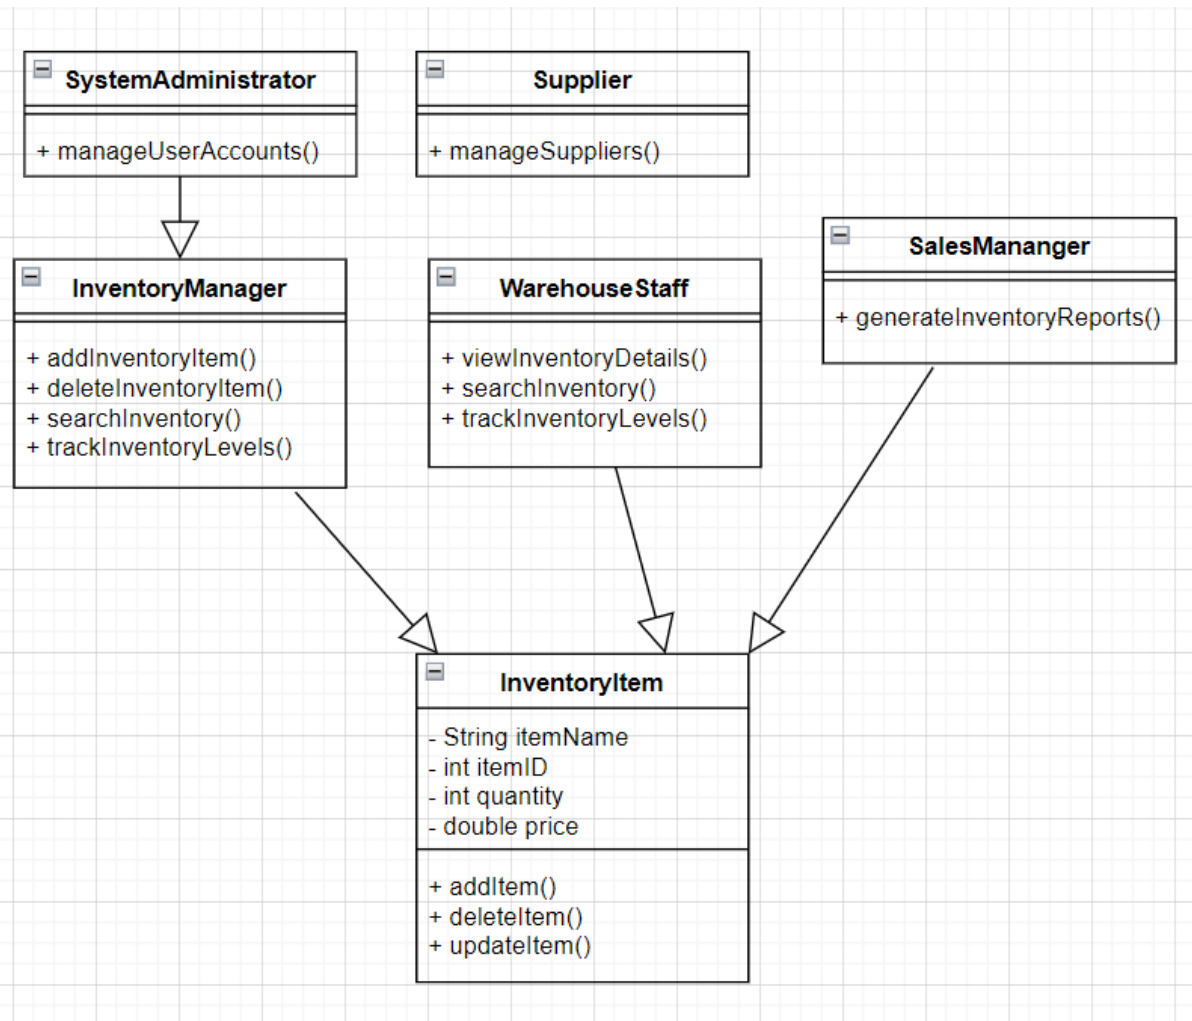 SystemAdministrator
+ manageUserAccounts()
Supplier
+ manageSuppliers()
SalesMananger
+ generateInventoryReports()
InventoryManager
+ addInventoryItem()
+ deleteInventoryItem()
+ searchInventory()
+ trackInventoryLevels()
WarehouseStaff
+ viewInventoryDetails()
+ searchInventory()
+ trackInventoryLevels()
InventoryItem
- String itemName
- int itemID
- int quantity
- double price
+ addItem()
+ deleteItem()
+ updateItem()